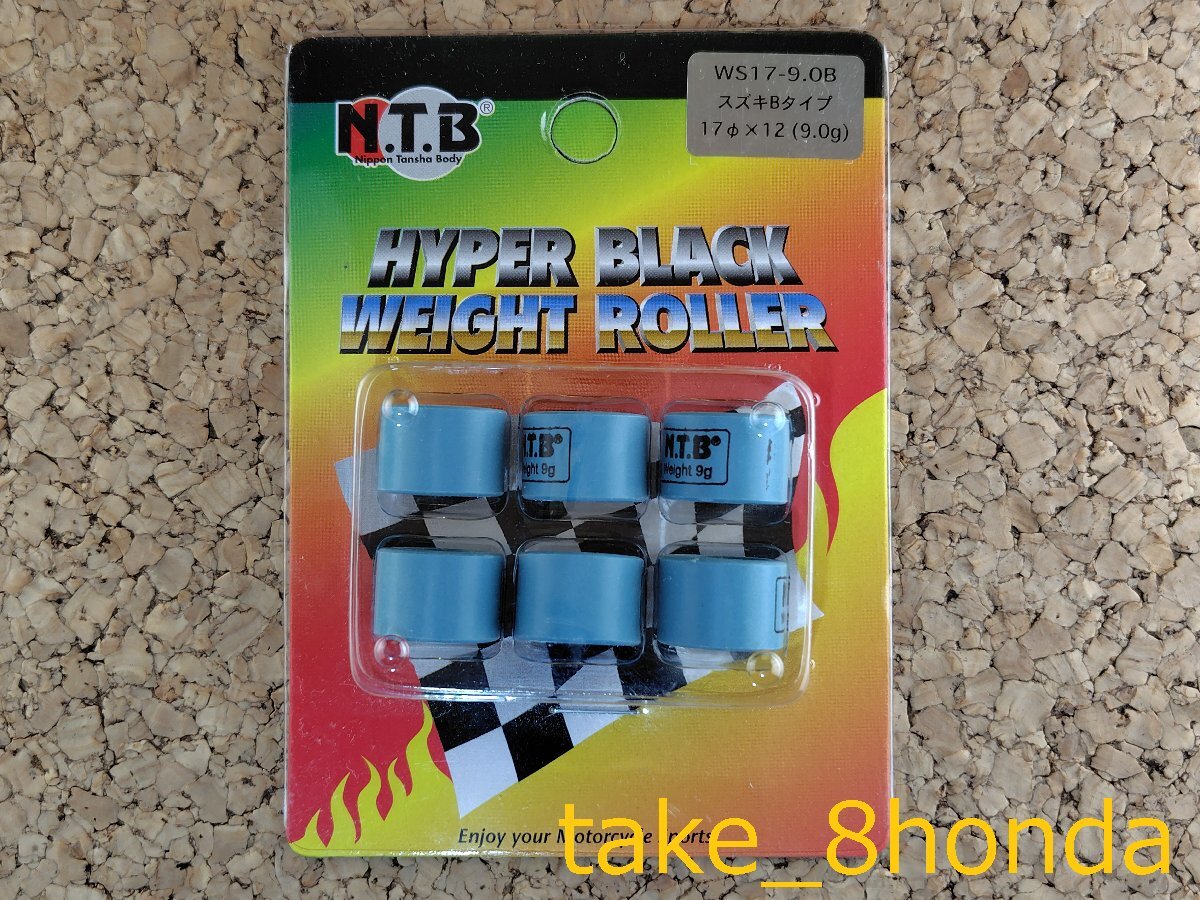 WS17-9.0B
スズキBタイプ
17φ×12 (9.0g)
N.T.B®
Nippon Tansha Body
HYPER BLACK
WEIGHT ROLLER
.T.B®
ight 9g
N.T.B®
Weight 9g
Enjoy your Motorcycle Sports
take_8honda